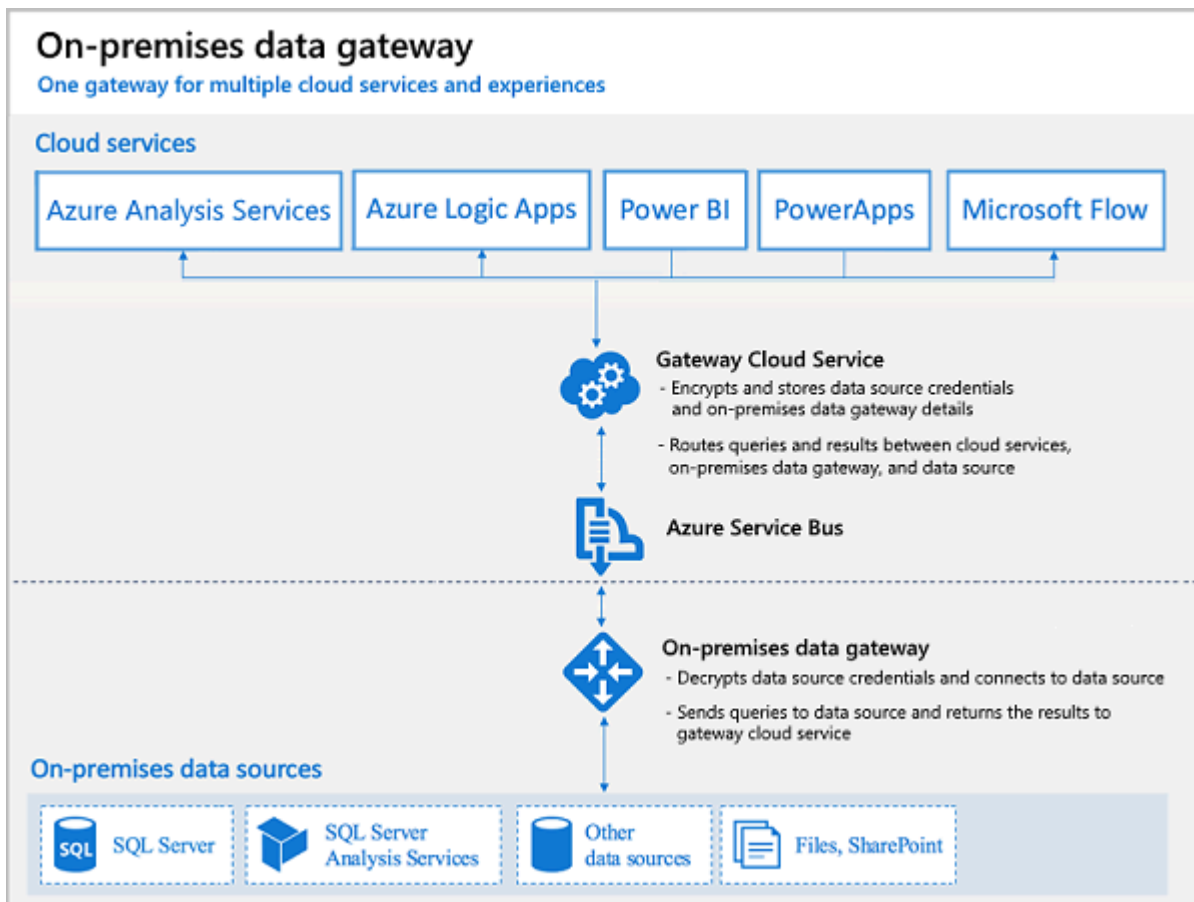 On-premises data gateway
One gateway for multiple cloud services and experiences
Cloud services
Azure Analysis Services
Azure Logic Apps
Power BI
PowerApps
Microsoft Flow
Gateway Cloud Service
- Encrypts and stores data source credentials
and on-premises data gateway details
- Routes queries and results between cloud services,
on-premises data gateway, and data source
Azure Service Bus
On-premises data gateway
- Decrypts data source credentials and connects to data source
- Sends queries to data source and returns the results to
gateway cloud service
On-premises data sources
SQL
SQL Server
SQL Server
Analysis Services
Other
data sources
Files, SharePoint